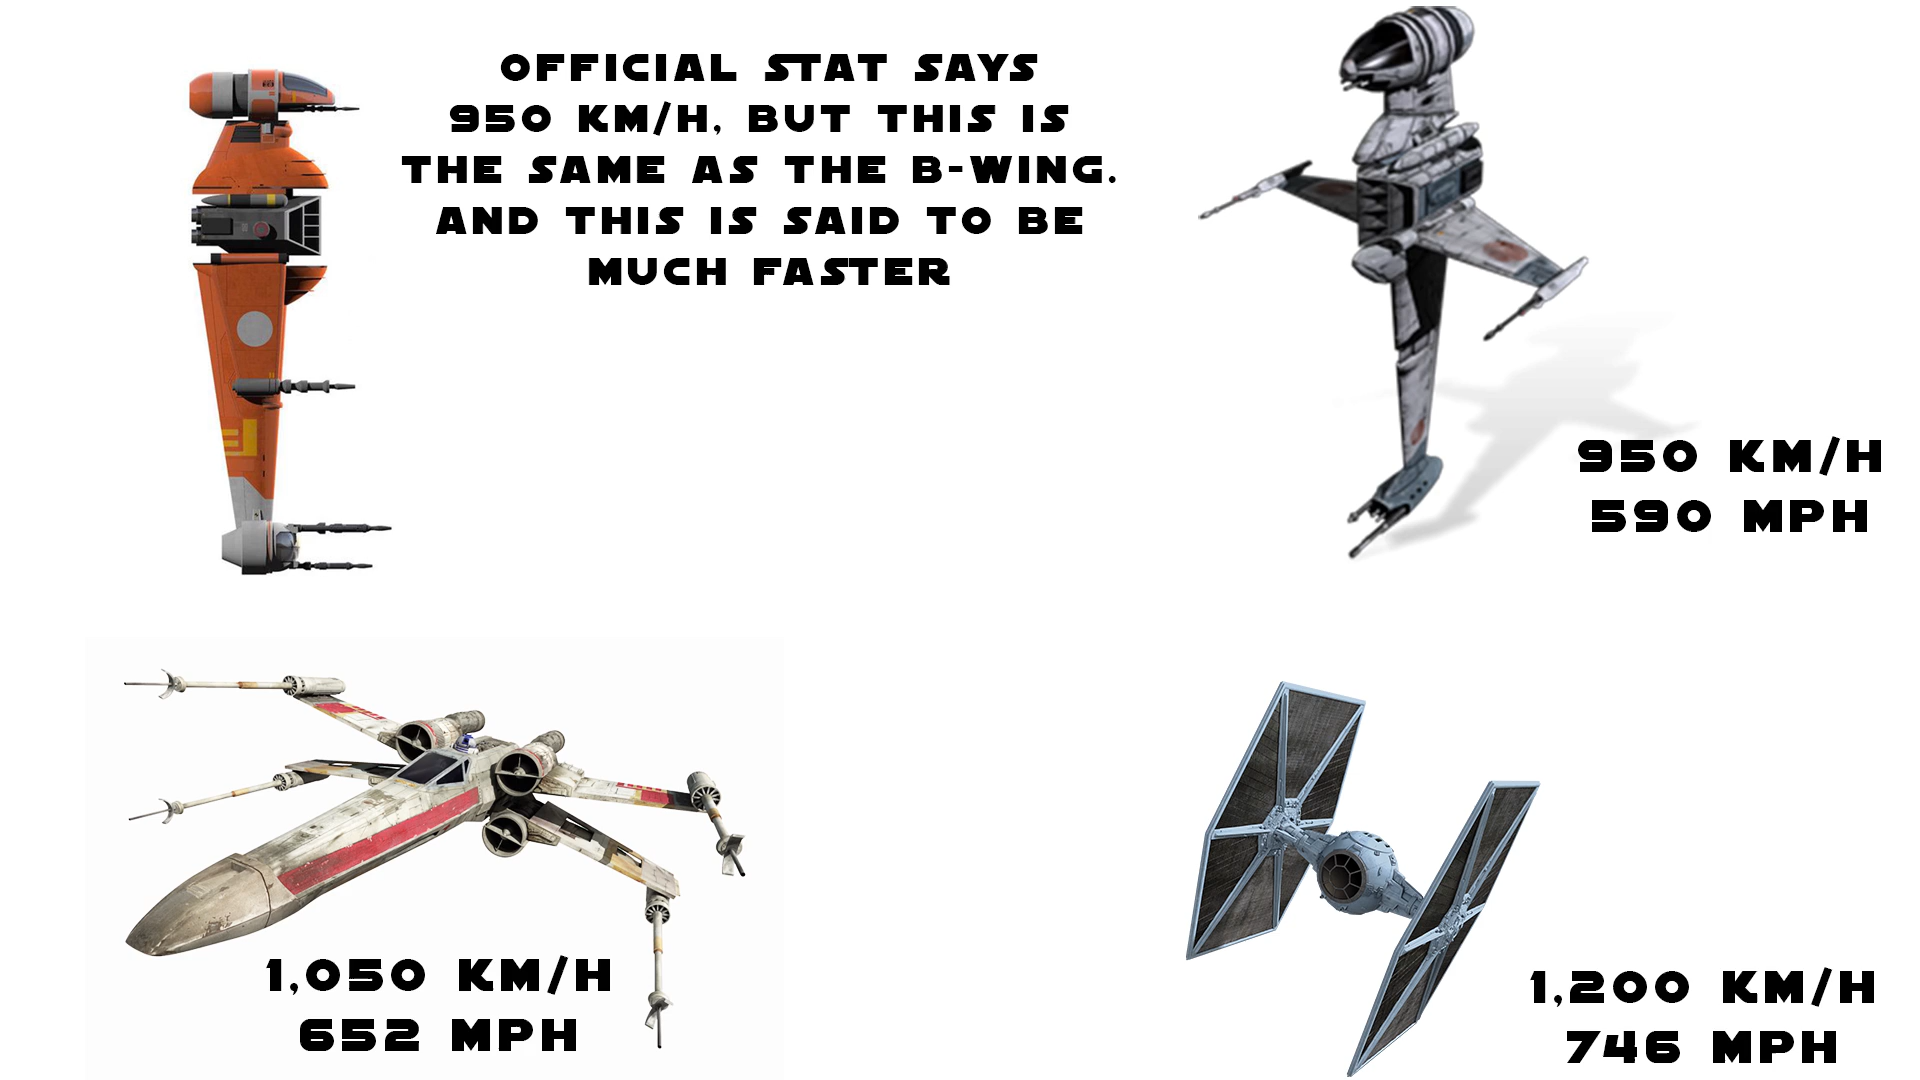 OFFICIAL STAT SAYS
950 KM/H, BUT THIS IS
THE SAME AS THE B-WING.
AND THIS IS SAID TO BE
MUCH FASTER
950 KM/H
590 MPH
1,050 KM/H
652 MPH
1,200 KM/H
746 MPH